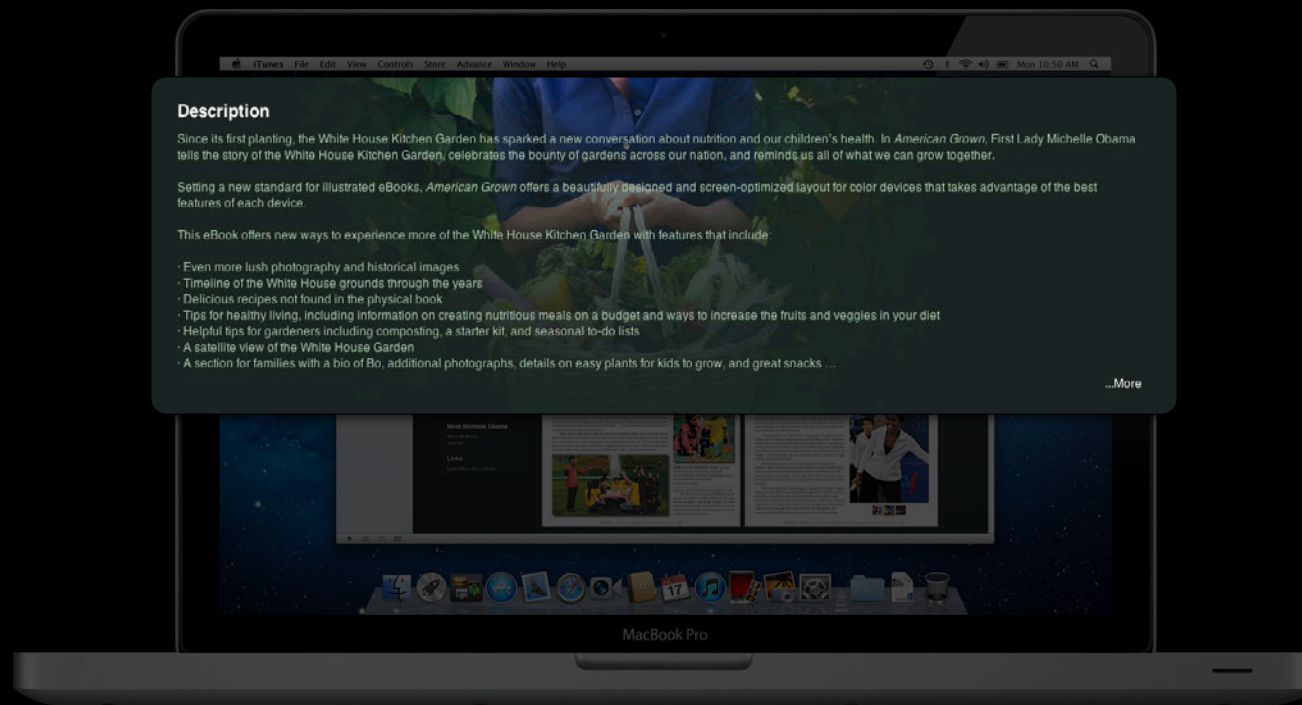 iTunes File Edit View Controls Store Advance Window Help Mon 10:50 AM
Description
Since its first planting, the White House Kitchen Garden has sparked a new conversation about nutrition and our children's health. In American Grown, First Lady Michelle Obama
tells the story of the White House Kitchen Garden, celebrates the bounty of gardens across our nation, and reminds us all of what we can grow together.
Setting a new standard for illustrated eBooks, American Grown offers a beautifully designed and screen-optimized layout for color devices that takes advantage of the best
features of each device.
This eBook offers new ways to experience more of the White House Kitchen Garden with features that include:
· Even more lush photography and historical images
· Timeline of the White House grounds through the years
· Delicious recipes not found in the physical book
· Tips for healthy living, including information on creating nutritious meals on a budget and ways to increase the fruits and veggies in your diet
· Helpful tips for gardeners including composting, a starter kit, and seasonal to-do lists
· A satellite view of the White House Garden
· A section for families with a bio of Bo, additional photographs, details on easy plants for kids to grow, and great snacks …
...More
More Michelle Obama
Links
17
MacBook Pro